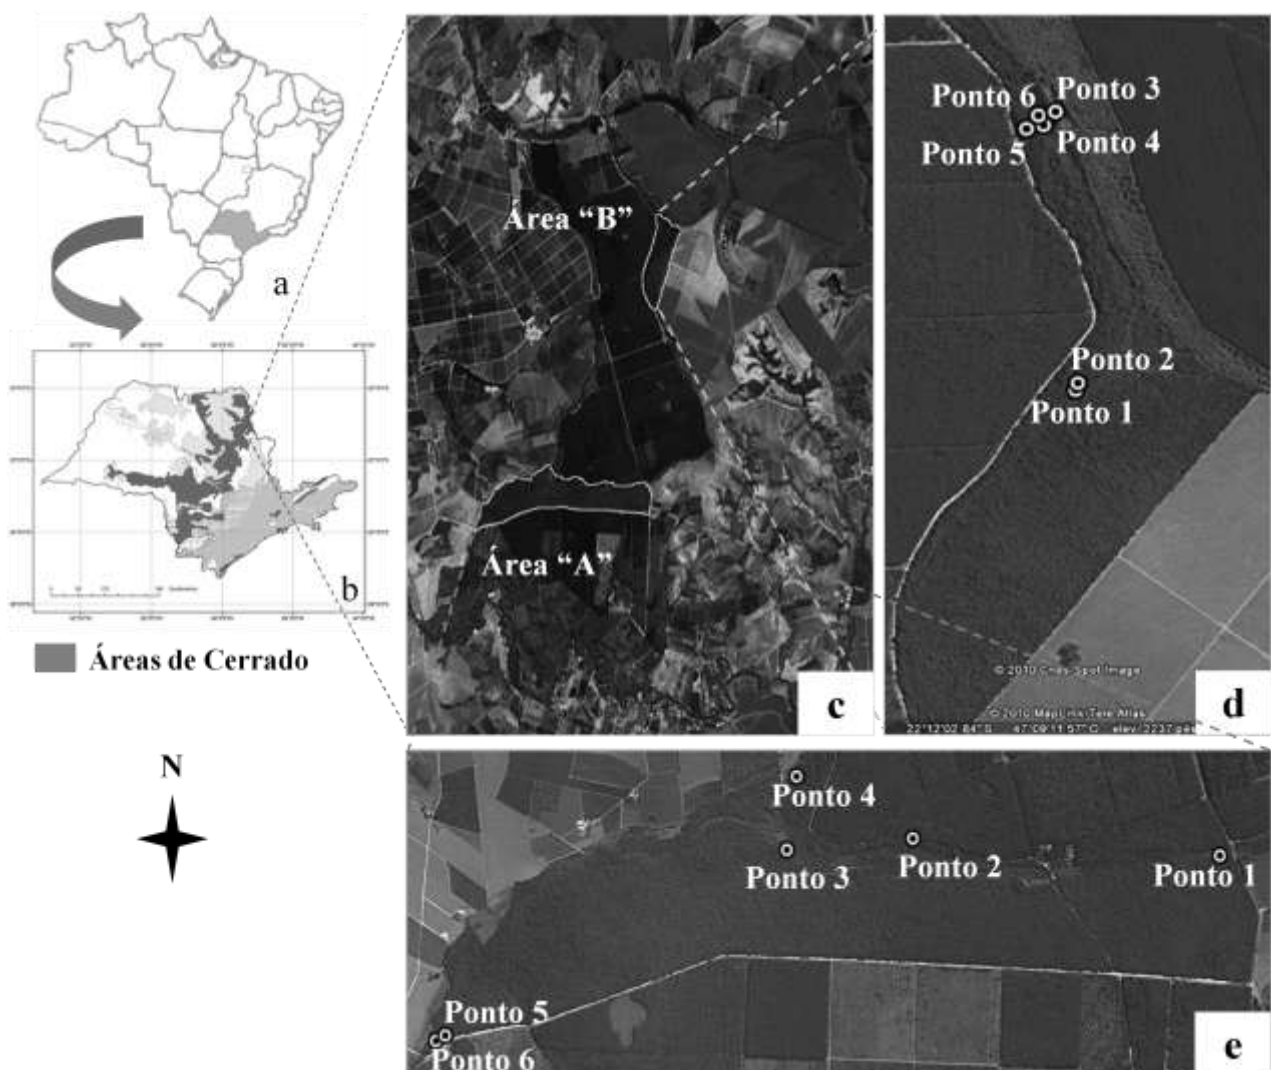 a
b
Áreas de Cerrado
N
Área “B”
Área “A”
c
Ponto 6
Ponto 3
Ponto 5
Ponto 4
Ponto 2
Ponto 1
d
Ponto 4
Ponto 3
Ponto 2
Ponto 1
Ponto 5
Ponto 6
e